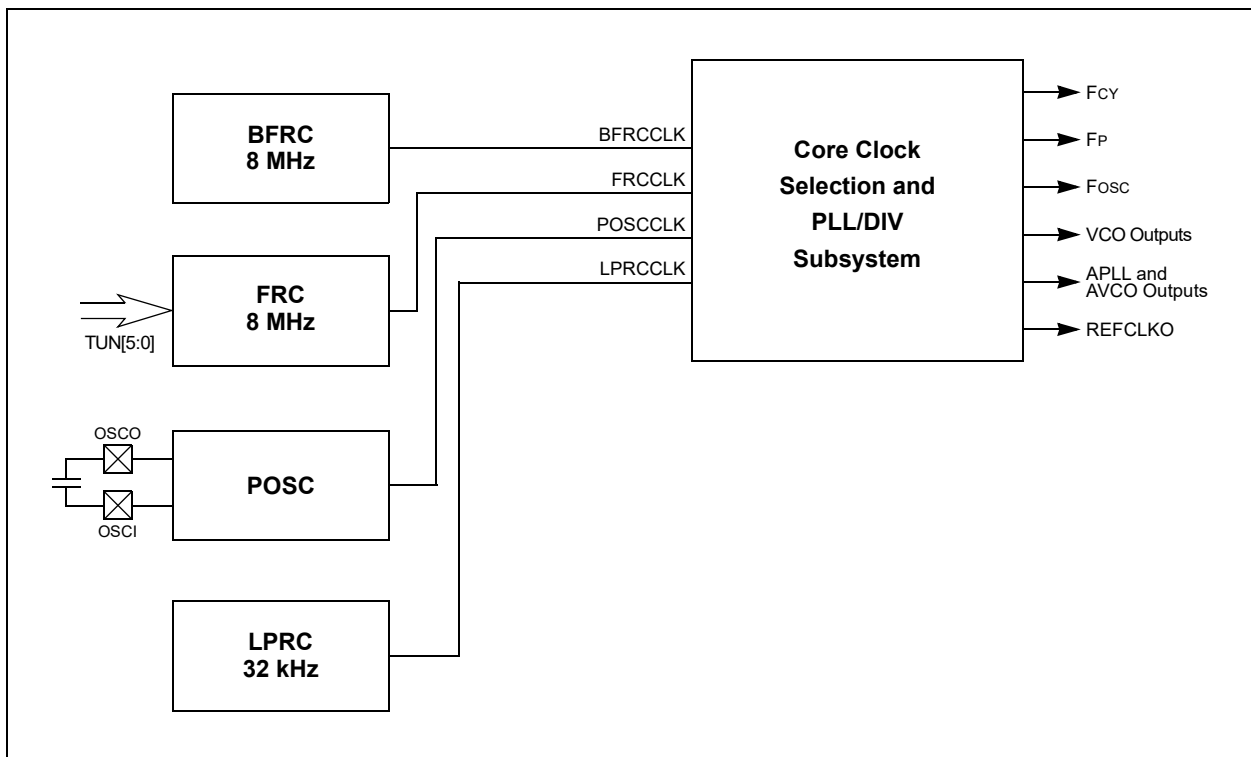 BFRC
8 MHz
BFRCCLK
FRCCLK
POSCCLK
LPRCCLK
TUN[5:0]
FRC
8 MHz
OSCO
OSCI
POSC
LPRC
32 kHz
Core Clock
Selection and
PLL/DIV
Subsystem
FCY
FP
FOSC
VCO Outputs
APLL and
AVCO Outputs
REFCLKO